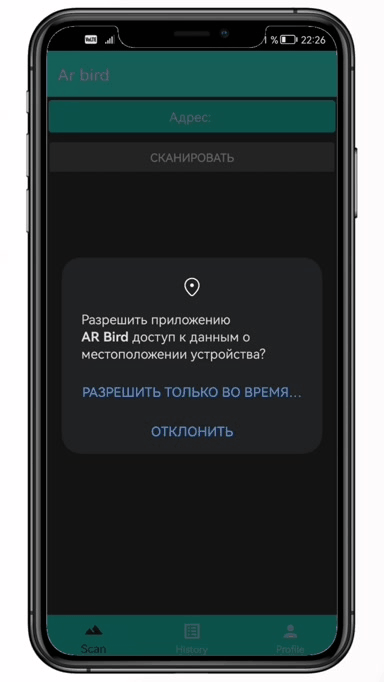 22:26
Ar bird
Адрес:
СКАНИРОВАТЬ
Разрешить приложению
AR Bird доступ к данным о
местоположении устройства?
РАЗРЕШИТЬ ТОЛЬКО ВО ВРЕМЯ...
ОТКЛОНИТЬ
Scan History Profile